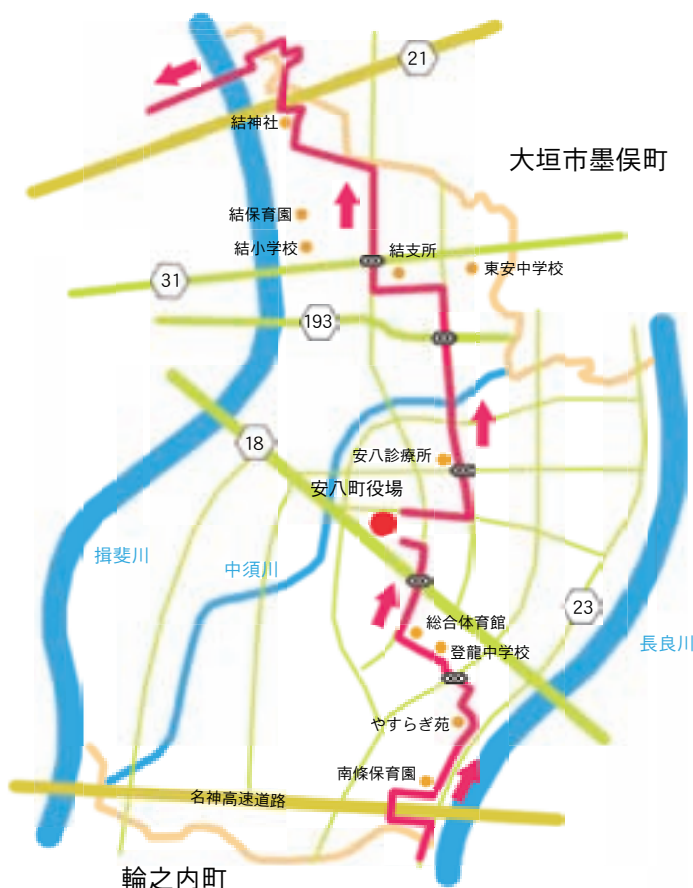 21
結神社
大垣市墨俣町
結保育園
結小学校
結支所
東安中学校
31
193
18
安八診療所
安八町役場
揖斐川
中須川
23
総合体育館
長良川
登龍中学校
やすらぎ苑
南條保育園
名神高速道路
輪之内町